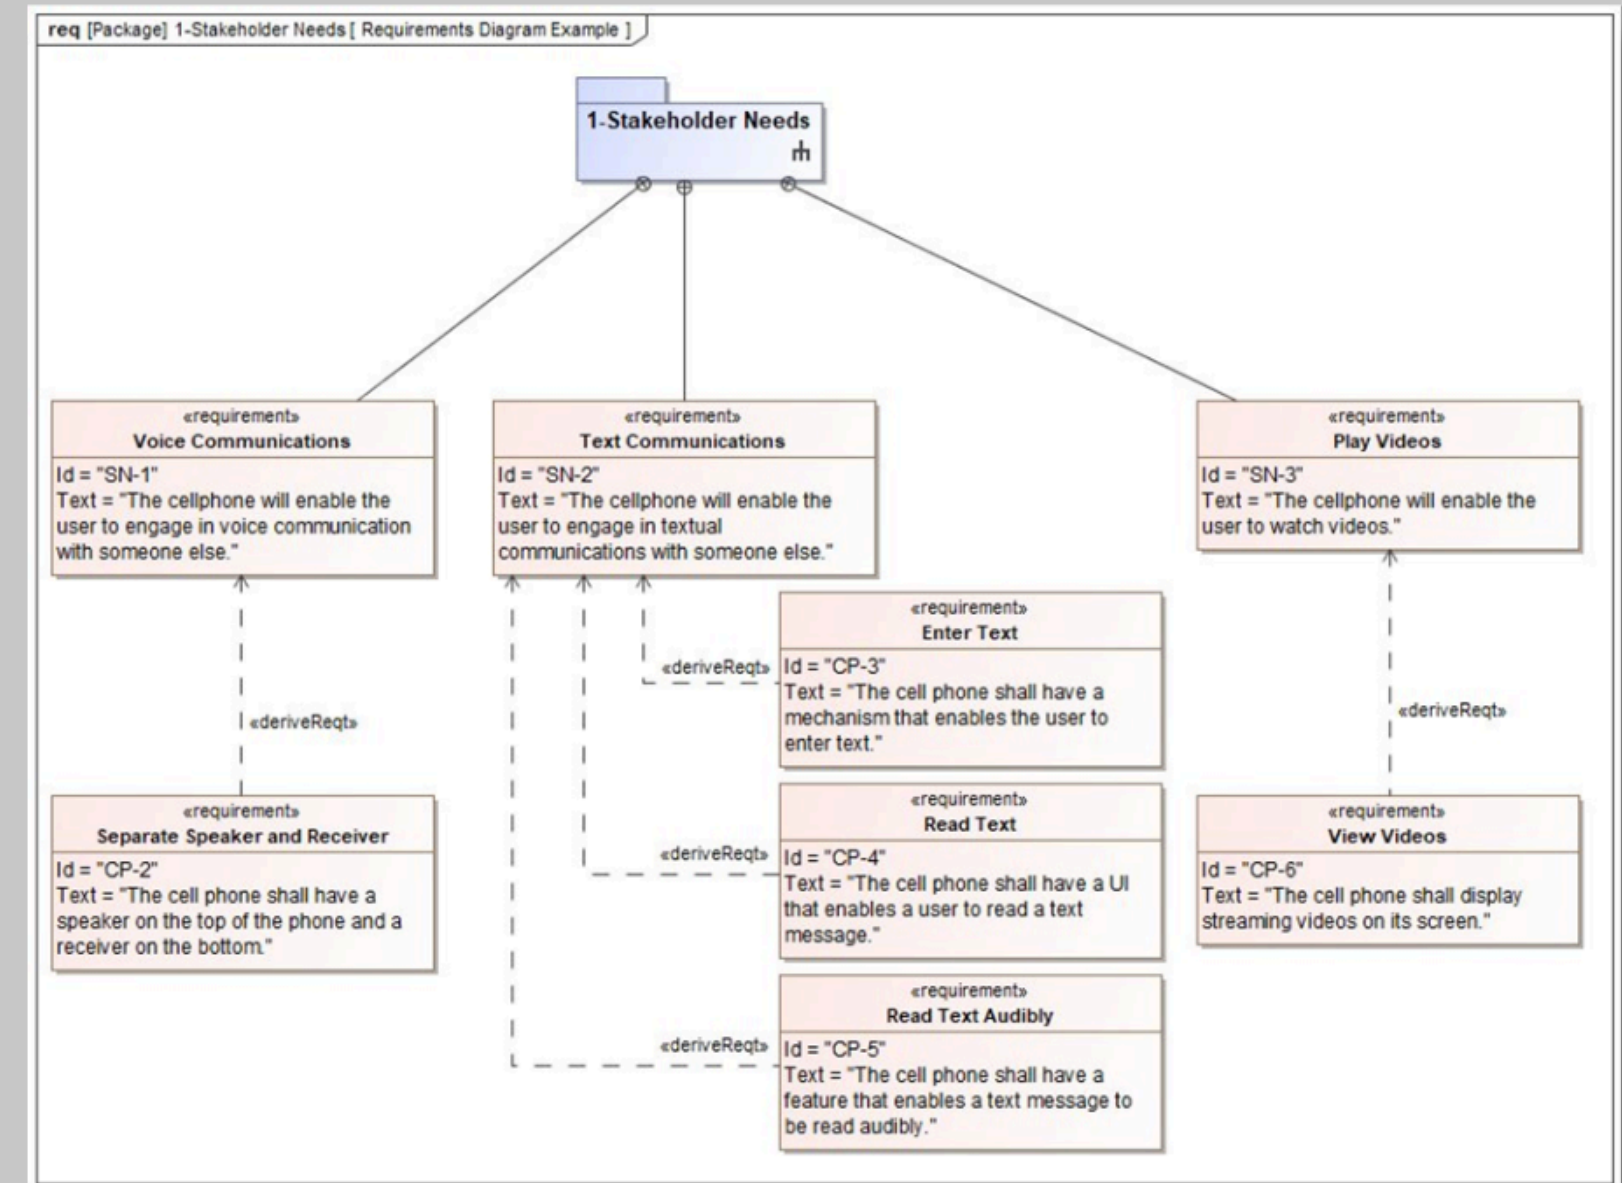 req [Package] 1-Stakeholder Needs [ Requirements Diagram Example ]
1-Stakeholder Needs
«requirement»
Voice Communications
Id = "SN-1"
Text = "The cellphone will enable the
user to engage in voice communication
with someone else."
«requirement»
Text Communications
Id = "SN-2"
Text = "The cellphone will enable the
user to engage in textual
communications with someone else."
«requirement»
Play Videos
Id = "SN-3"
Text = "The cellphone will enable the
user to watch videos."
«deriveReqt»
«requirement»
Separate Speaker and Receiver
Id = "CP-2"
Text = "The cell phone shall have a
speaker on the top of the phone and a
receiver on the bottom."
«deriveReqt»
«requirement»
Enter Text
Id = "CP-3"
Text = "The cell phone shall have a
mechanism that enables the user to
enter text."
«deriveReqt»
«requirement»
Read Text
Id = "CP-4"
Text = "The cell phone shall have a UI
that enables a user to read a text
message."
«deriveReqt»
«requirement»
Read Text Audibly
Id = "CP-5"
Text = "The cell phone shall have a
feature that enables a text message to
be read audibly."
«deriveReqt»
«requirement»
View Videos
Id = "CP-6"
Text = "The cell phone shall display
streaming videos on its screen."